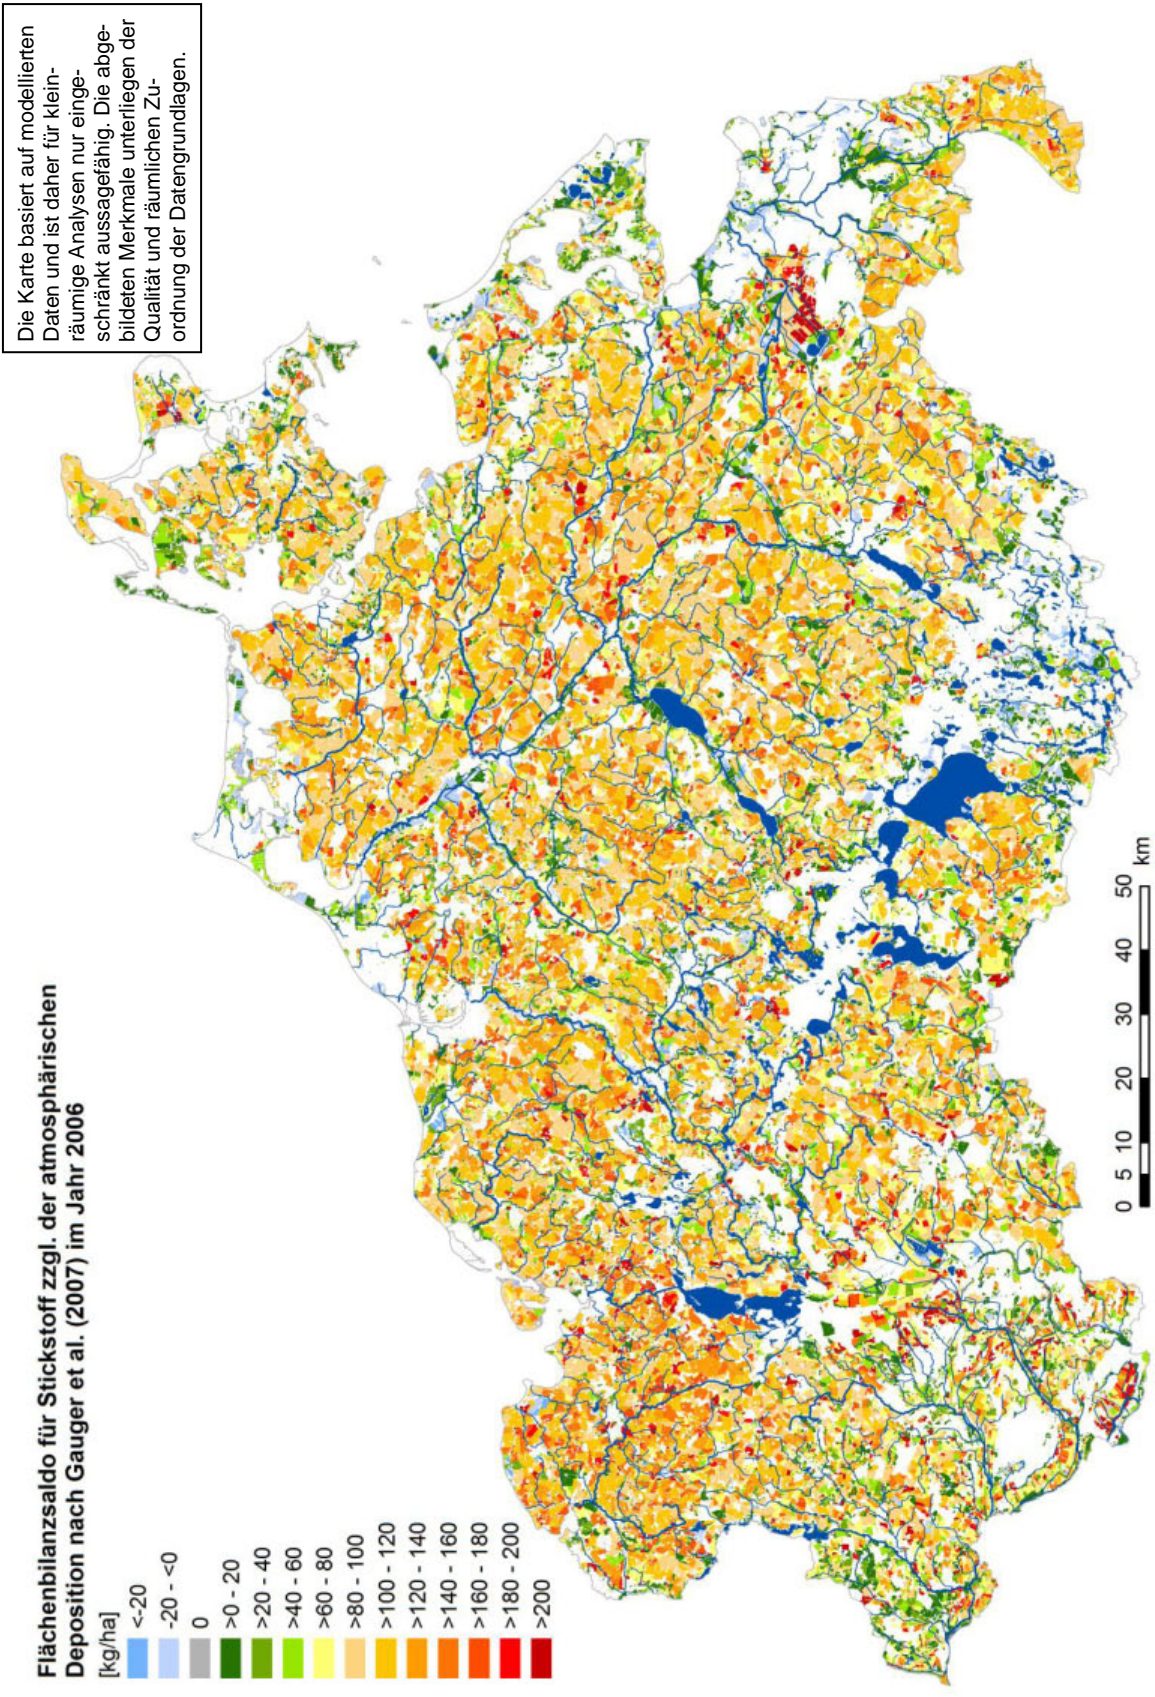 Flächenbilanzsaldo für Stickstoff zzgl. der atmosphärischen
Deposition nach Gauger et al. (2007) im Jahr 2006
[kg/ha]
<-20
-20 - <0
0
>0 - 20
>20 - 40
>40 - 60
>60 - 80
>80 - 100
>100 - 120
>120 - 140
>140 - 160
>160 - 180
>180 - 200
>200
Die Karte basiert auf modellierten
Daten und ist daher für klein-
räumige Analysen nur einge-
schränkt aussagefähig. Die abge-
bildeten Merkmale unterliegen der
Qualität und räumlichen Zu-
ordnung der Datengrundlagen.
0 5 10 20 30 40 50 km